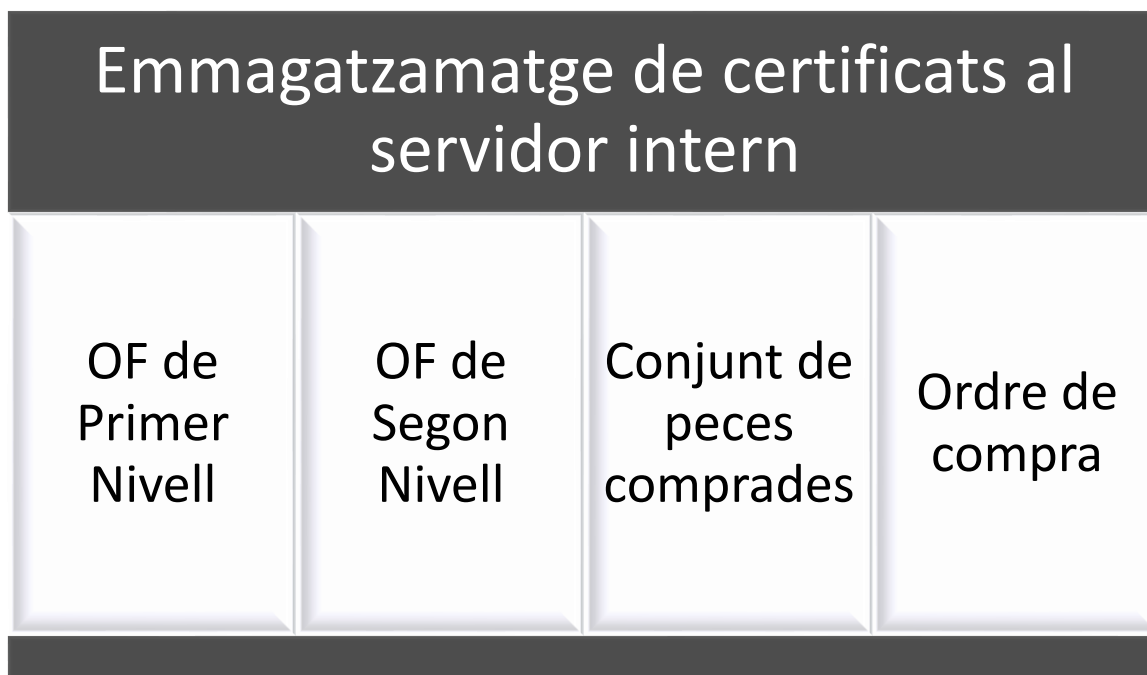 Emmagatzamatge de certificats al
servidor intern
OF de
Primer
Nivell
OF de
Segon
Nivell
Conjunt de
peces
comprades
Ordre de
compra